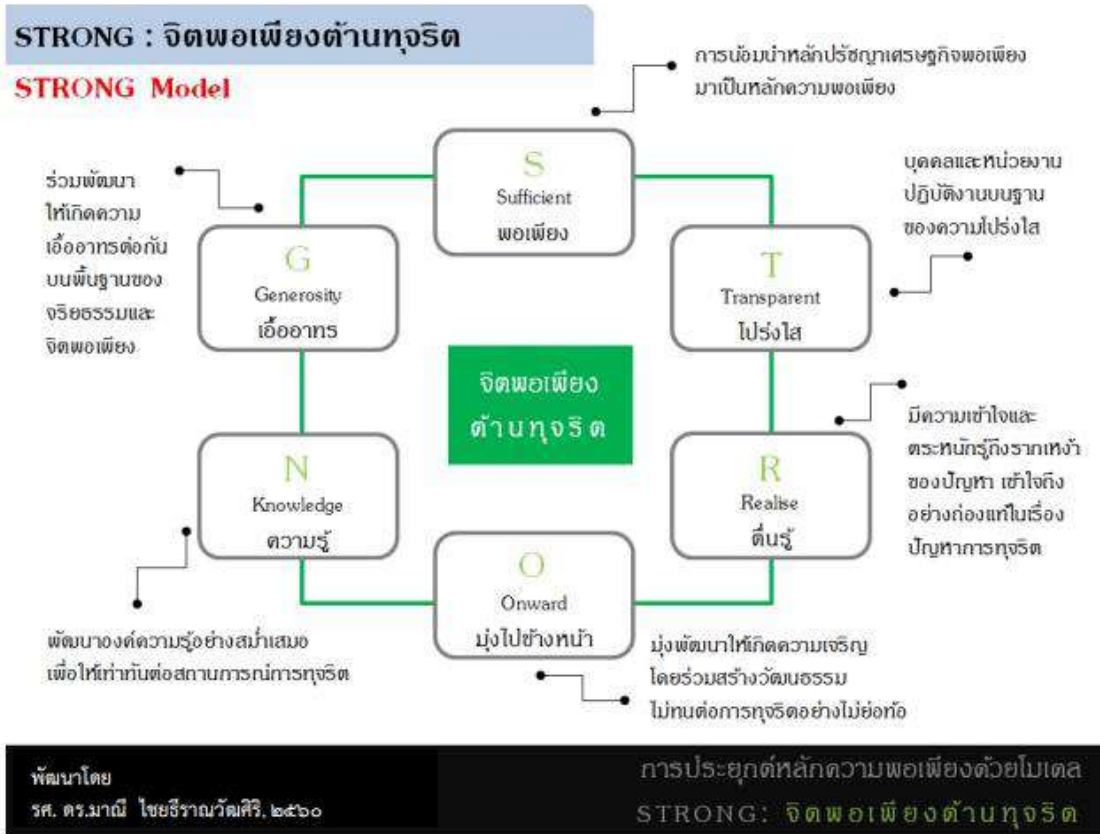 STRONG : จิตพอเพียงต้านทุจริต
STRONG Model
การน้อมนำหลักปรัชญาเศรษฐกิจพอเพียง
มาเป็นหลักความพอเพียง
S
Sufficient
พอเพียง
บุคคลและหน่วยงาน
ปฏิบัติงานบนฐาน
ของความโปร่งใส
T
Transparent
โปร่งใส
มีความเข้าใจและ
ตระหนักรู้ถึงรากเหง้า
ของปัญหา เข้าใจถึง
อย่างถ่องแท้ในเรื่อง
ปัญหาการทุจริต
R
Realise
ตื่นรู้
O
Onward
มุ่งไปข้างหน้า
มุ่งพัฒนาให้เกิดความเจริญ
โดยร่วมสร้างวัฒนธรรม
ไม่ทนต่อการทุจริตอย่างไม่ย่อท้อ
N
Knowledge
ความรู้
พัฒนาองค์ความรู้อย่างสม่ำเสมอ
เพื่อให้เท่าทันต่อสถานการณ์การทุจริต
G
Generosity
เอื้ออาทร
ร่วมพัฒนา
ให้เกิดความ
เอื้ออาทรต่อกัน
บนพื้นฐานของ
จริยธรรมและ
จิตพอเพียง
จิตพอเพียง
ต้านทุจริต
พัฒนาโดย
รศ. ดร.มาณี ไชยธีรานุวัฒศิริ, ๒๕๖๐
การประยุกต์หลักความพอเพียงด้วยโมเดล
STRONG: จิตพอเพียงต้านทุจริต